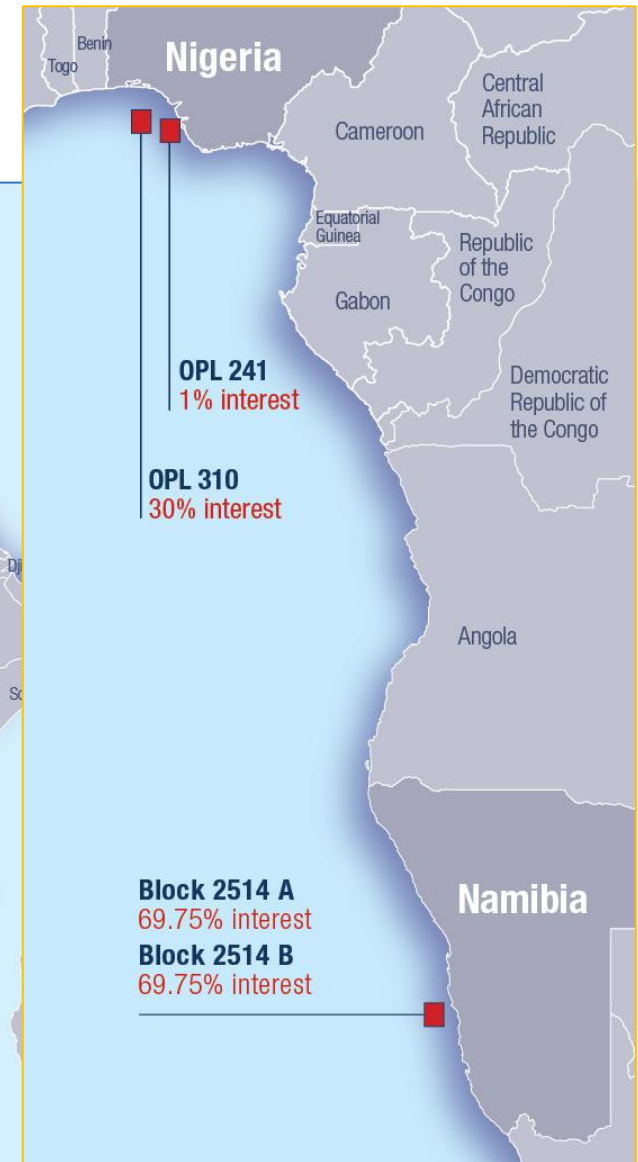 Togo
Benin
Nigeria
Cameroon
Central
African
Republic
Equatorial
Guinea
Gabon
Republic
of the
Congo
Democratic
Republic of
the Congo
OPL 241
1% interest
OPL 310
30% interest
Angola
Block 2514 A
69.75% interest
Block 2514 B
69.75% interest
Namibia